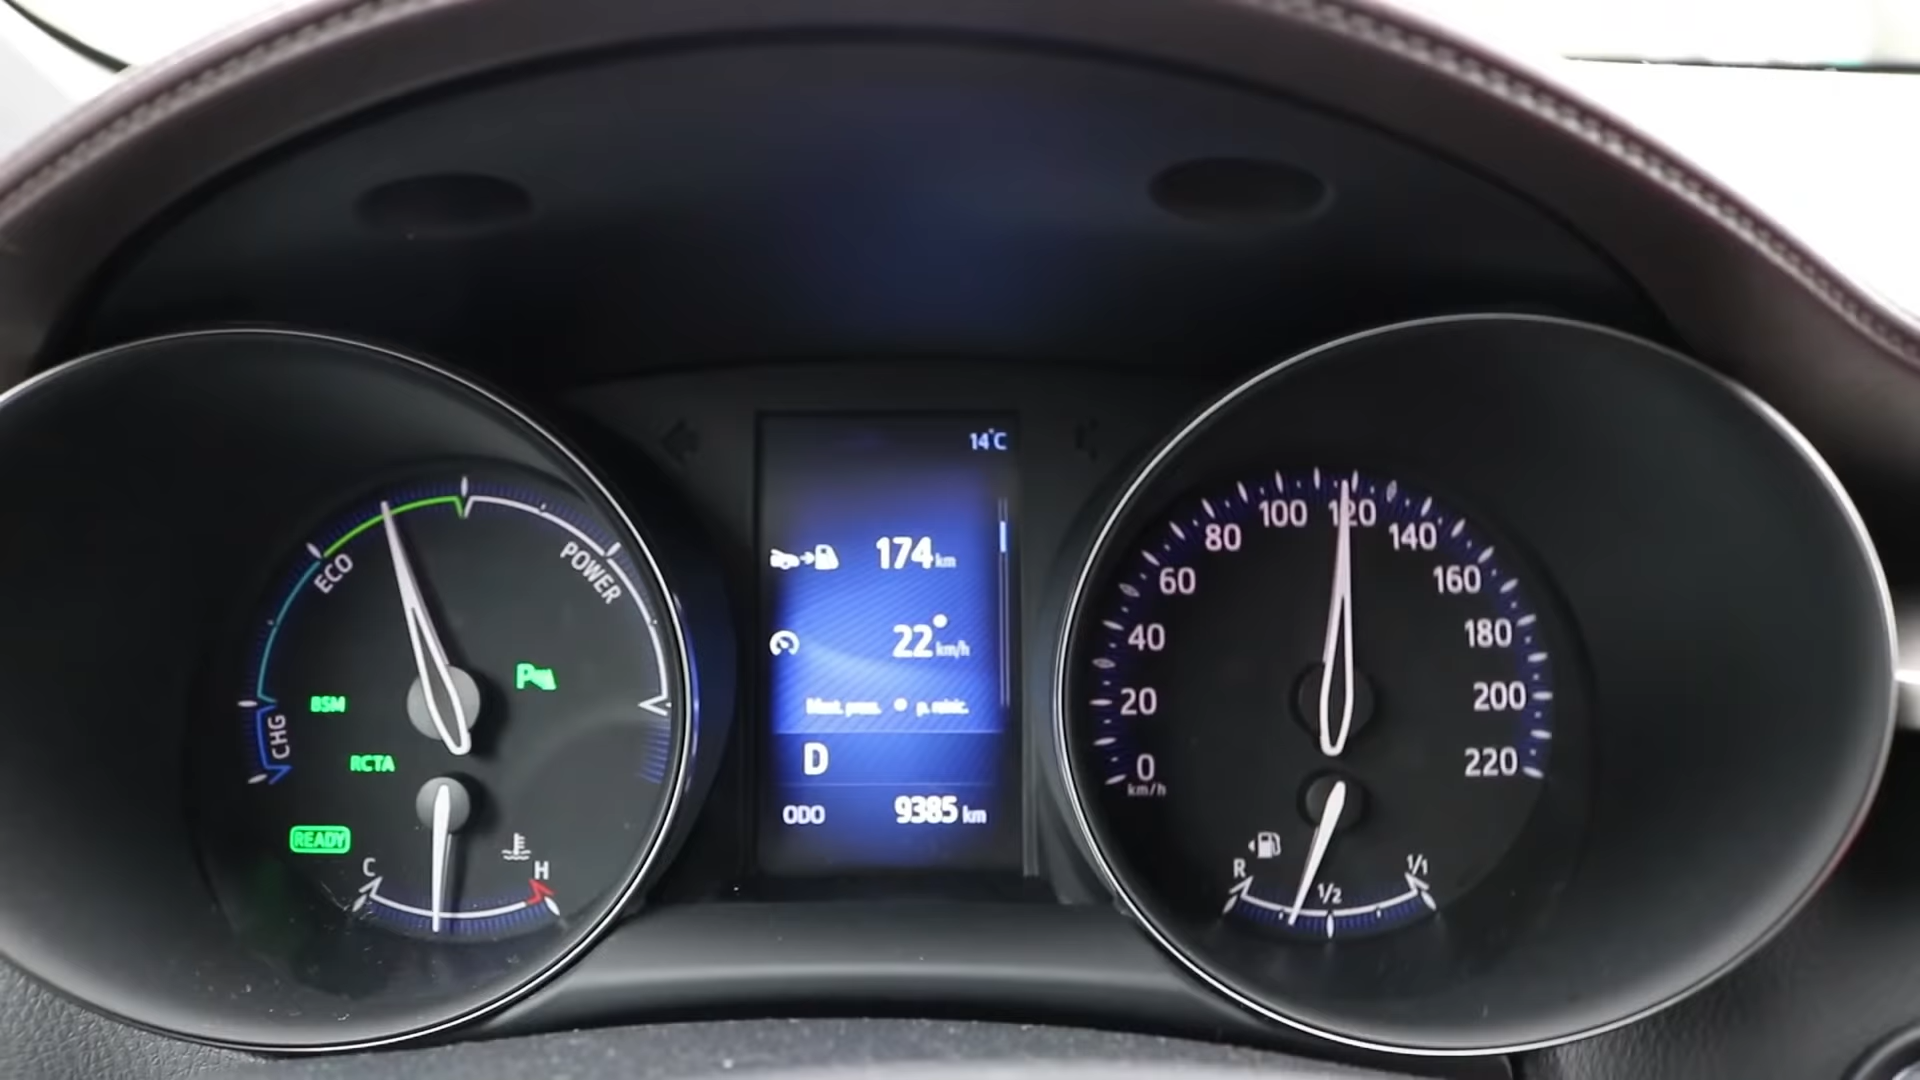 14°C
174 km
22 km/h
D
ODO 9385 km
ECO
POWER
CHG
BSM
RCTA
READY
P
C
H
0
20
40
60
80
100
120
140
160
180
200
220
km/h
R
1/2
1/1